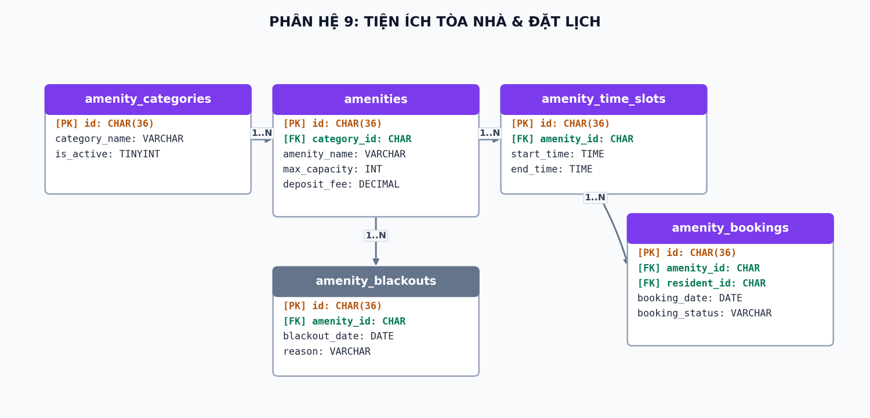 PHÂN HỆ 9: TIỆN ÍCH TÒA NHÀ & ĐẶT LỊCH
amenity_categories
[PK] id: CHAR(36)
category_name: VARCHAR
is_active: TINYINT
1..N
amenities
[PK] id: CHAR(36)
[FK] category_id: CHAR
amenity_name: VARCHAR
max_capacity: INT
deposit_fee: DECIMAL
1..N
amenity_time_slots
[PK] id: CHAR(36)
[FK] amenity_id: CHAR
start_time: TIME
end_time: TIME
1..N
1..N
amenity_blackouts
[PK] id: CHAR(36)
[FK] amenity_id: CHAR
blackout_date: DATE
reason: VARCHAR
amenity_bookings
[PK] id: CHAR(36)
[FK] amenity_id: CHAR
[FK] resident_id: CHAR
booking_date: DATE
booking_status: VARCHAR